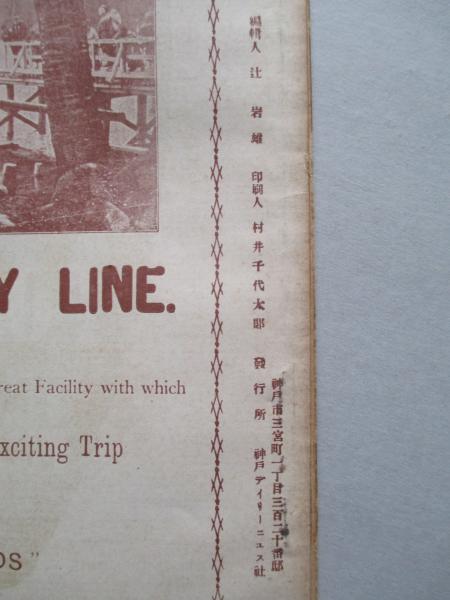 編輯人 辻 岩雄 印刷人 村井千代太郎 發行所 神戸デイリーニュース社
神戸市三宮町一丁目三百二十番邸
Y LINE.
reat Facility with which
xciting Trip
DS"